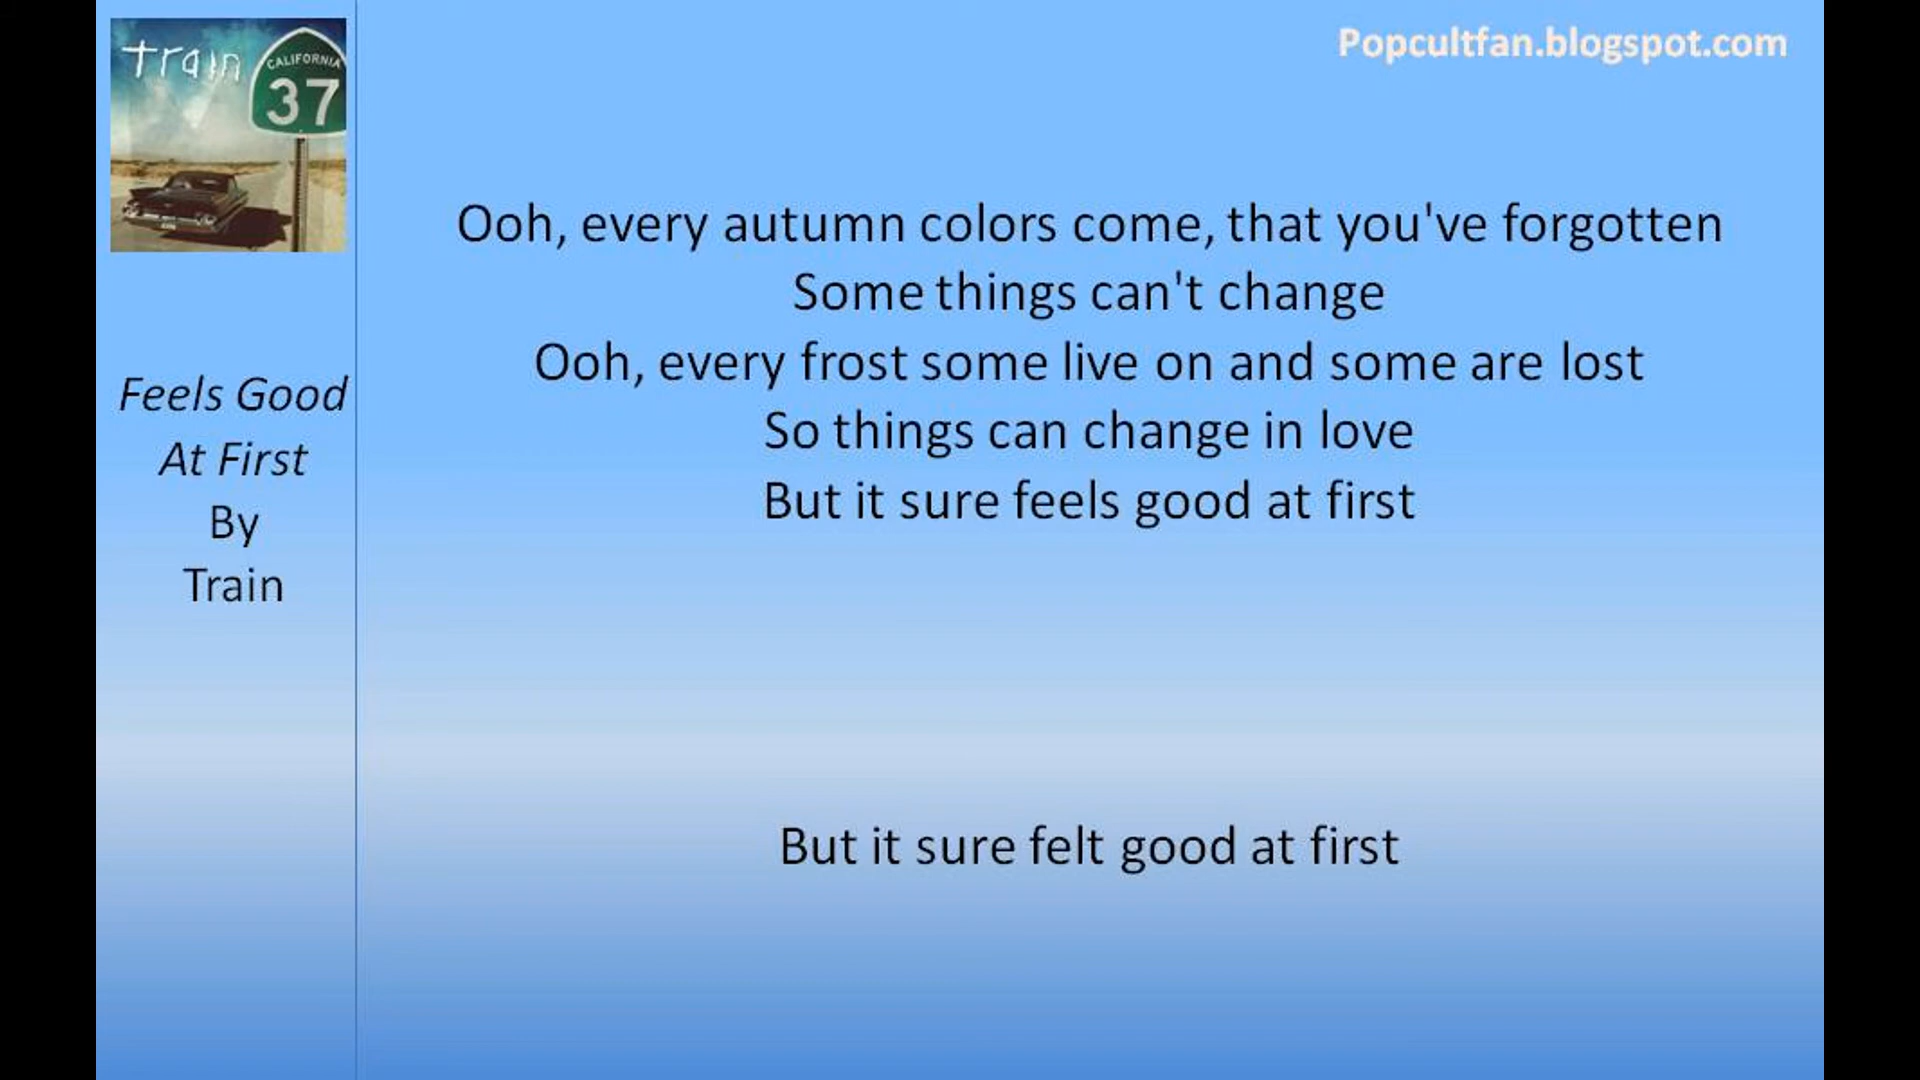 train
CALIFORNIA
37
Popcultfan.blogspot.com
Feels Good
At First
By
Train
Ooh, every autumn colors come, that you've forgotten
Some things can't change
Ooh, every frost some live on and some are lost
So things can change in love
But it sure feels good at first
But it sure felt good at first